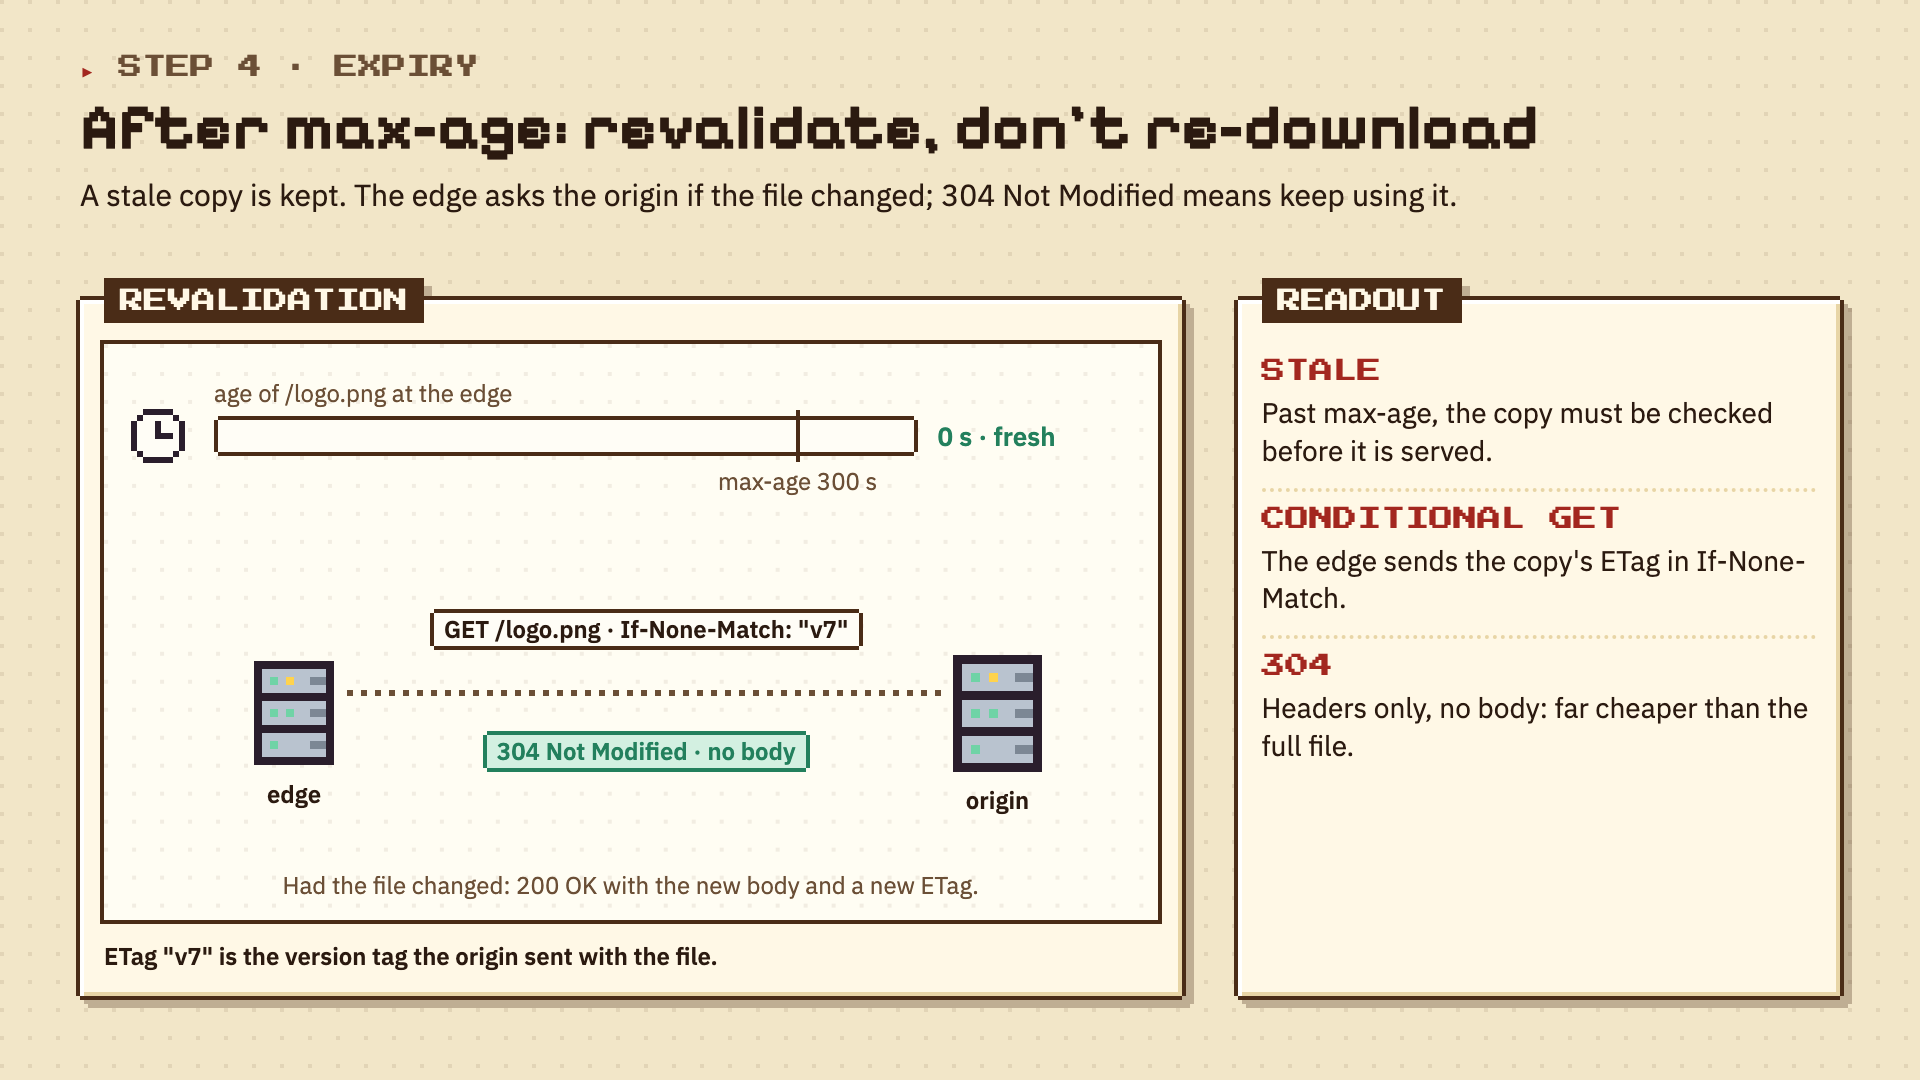 ▸ STEP 4 · EXPIRY
After max-age: revalidate, don't re-download
A stale copy is kept. The edge asks the origin if the file changed; 304 Not Modified means keep using it.
REVALIDATION
age of /logo.png at the edge
0 s · fresh
max-age 300 s
GET /logo.png · If-None-Match: "v7"
304 Not Modified · no body
edge
origin
Had the file changed: 200 OK with the new body and a new ETag.
ETag "v7" is the version tag the origin sent with the file.
READOUT
STALE
Past max-age, the copy must be checked
before it is served.
CONDITIONAL GET
The edge sends the copy's ETag in If-None-
Match.
304
Headers only, no body: far cheaper than the
full file.